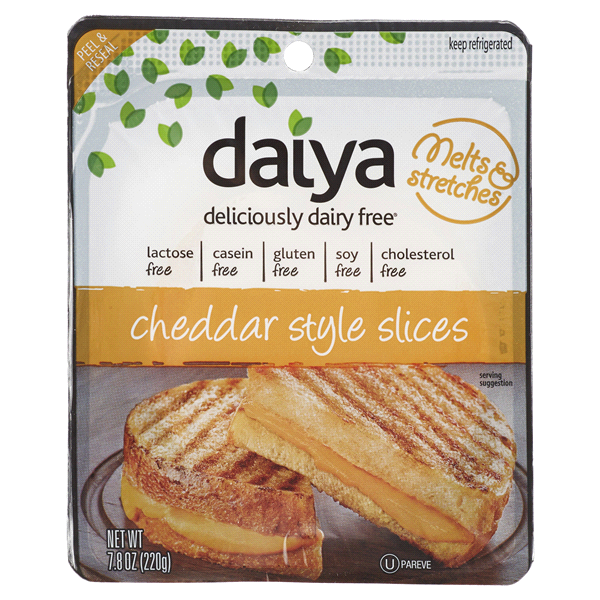 PEEL &
RESEAL
keep refrigerated
daiya
Melts &
stretches
deliciously dairy free®
lactose free
casein free
gluten free
soy free
cholesterol free
cheddar style slices
serving
suggestion
NET WT
7.8 OZ (220g)
U PAREVE